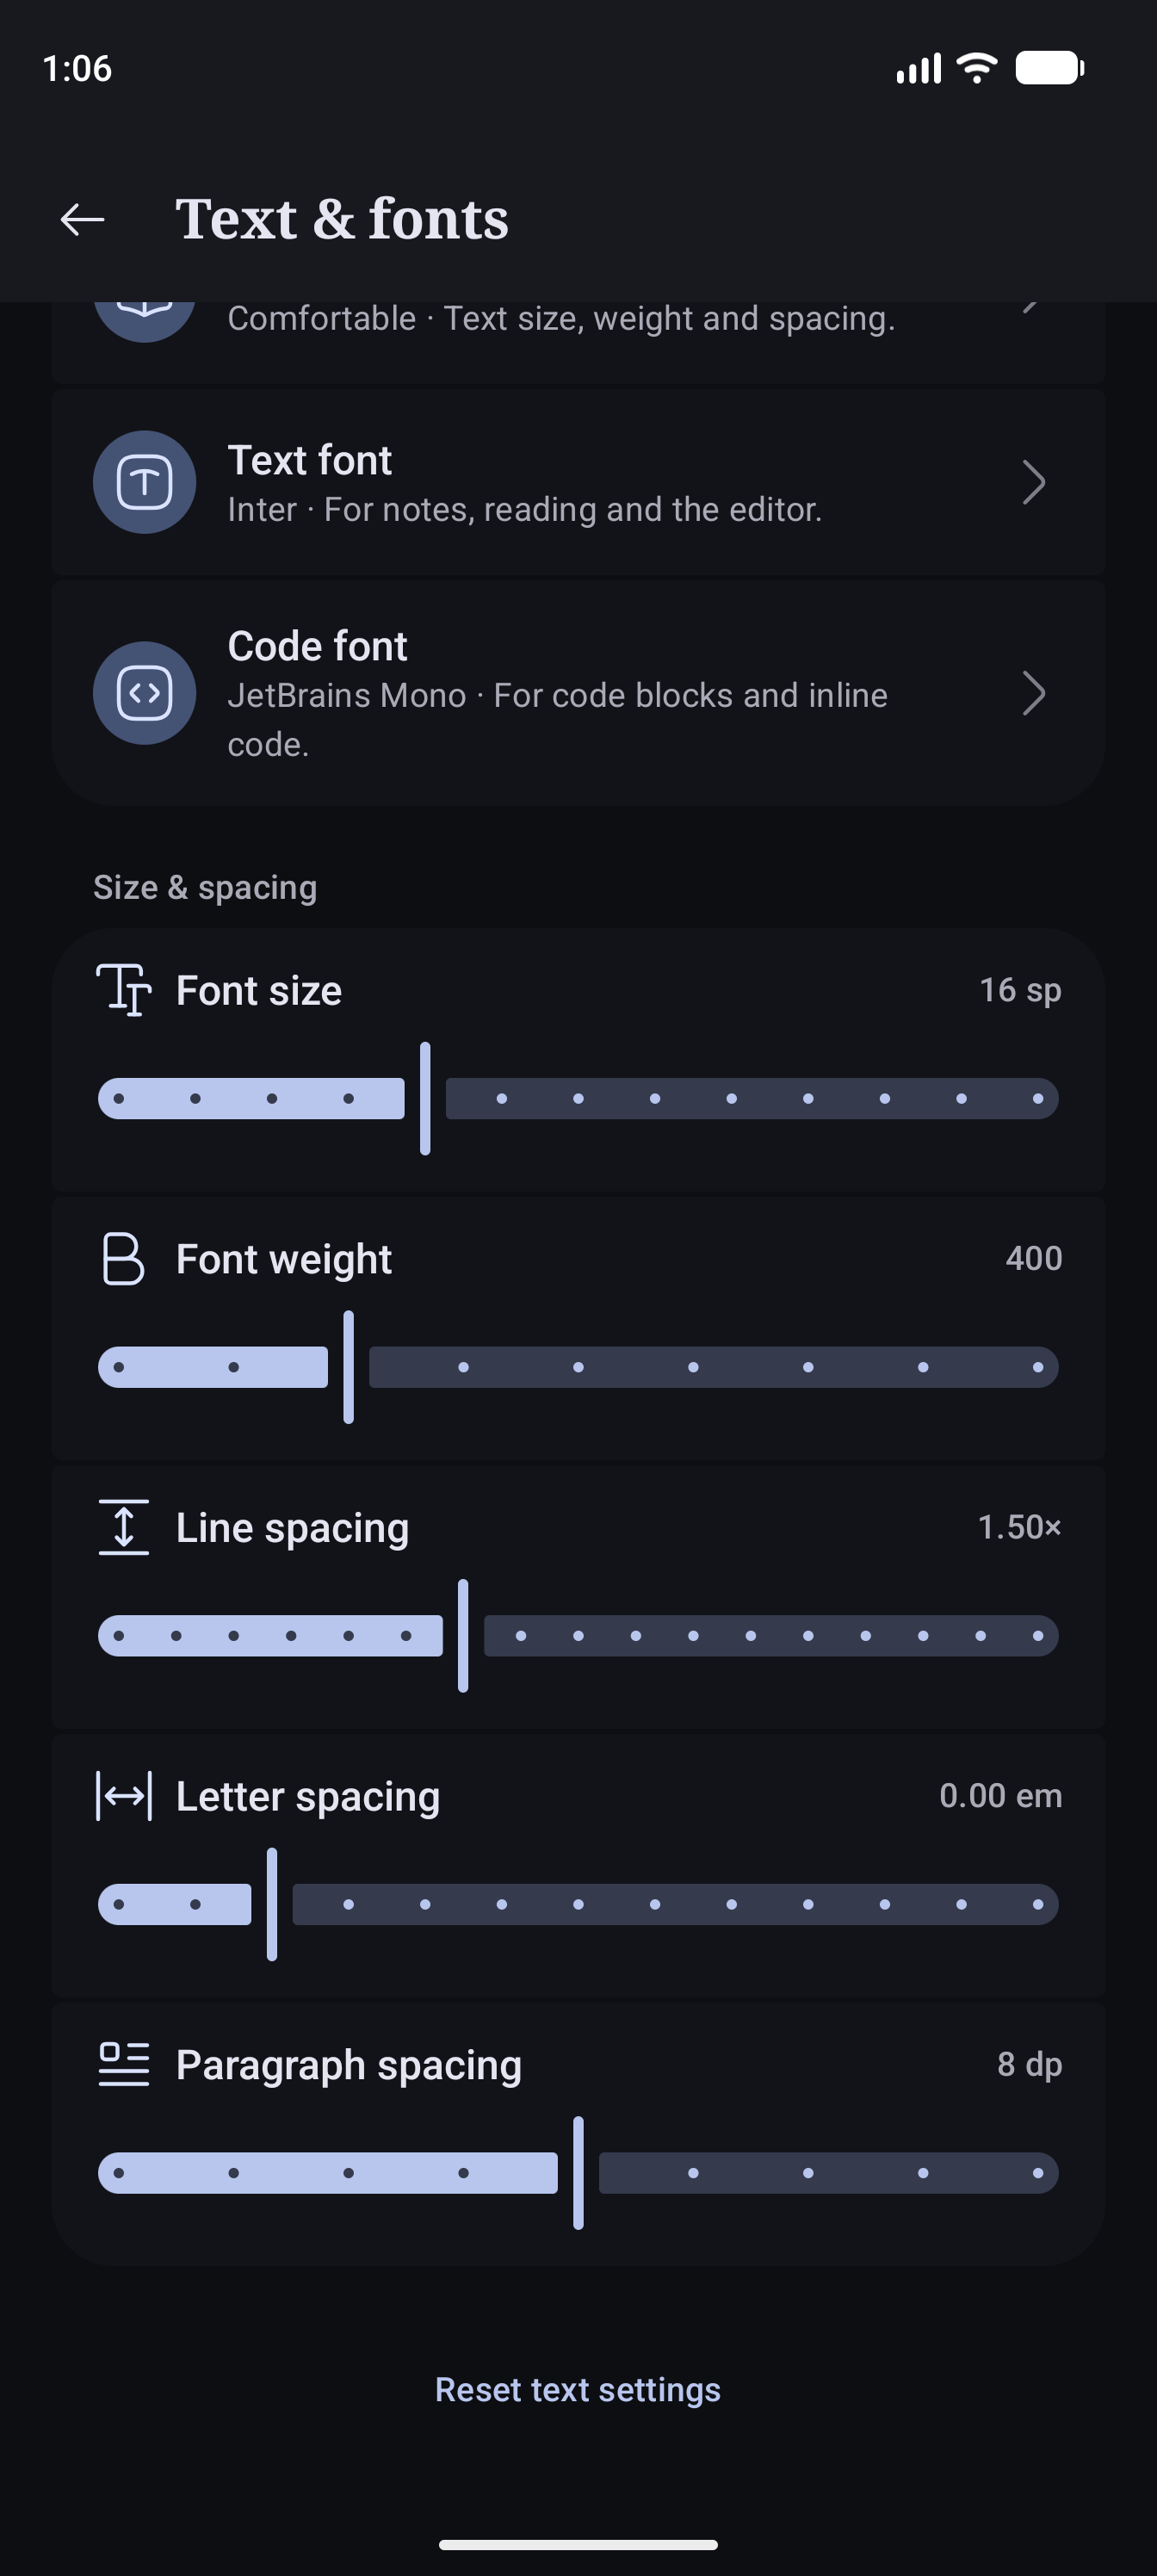 1:06
Text & fonts
Comfortable · Text size, weight and spacing.
Text font
Inter · For notes, reading and the editor.
Code font
JetBrains Mono · For code blocks and inline
code.
Size & spacing
Font size
16 sp
Font weight
400
Line spacing
1.50×
Letter spacing
0.00 em
Paragraph spacing
8 dp
Reset text settings